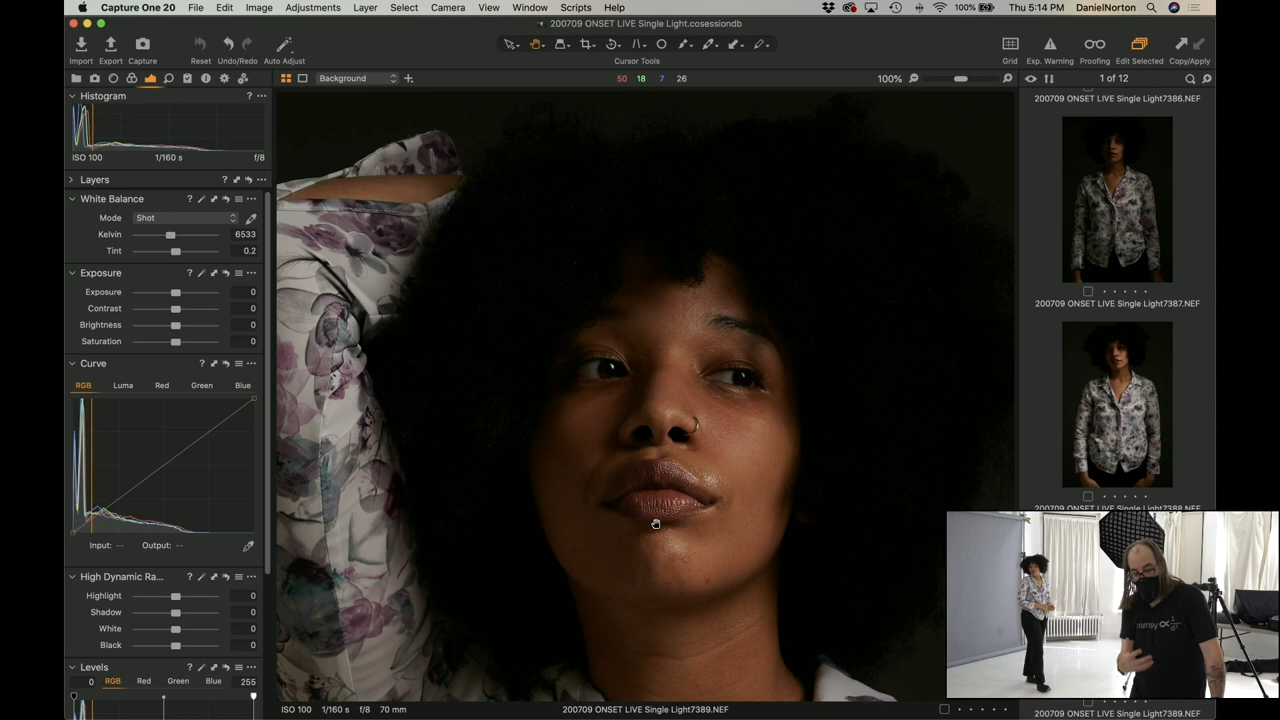 Capture One 20 File Edit View Image Adjustments Layer Select Camera View Window Scripts Help 100% Thu 5:14 PM DanielNorton
200709 ONSET LIVE Single Light.cosessiondb
Import Export Capture Reset Undo/Redo Auto Adjust Cursor Tools Grid Exp. Warning Proofing Edit Selected Copy/Apply
Background 50 18 7 26 100% 1 of 12
Histogram ?
ISO 100 1/160 s f/8
Layers ?
White Balance ?
Mode Shot
Kelvin 6533
Tint 0.2
Exposure ?
Exposure 0
Contrast 0
Brightness 0
Saturation 0
Curve ?
RGB Luma Red Green Blue
Input: -- Output: --
High Dynamic Ra... ?
Highlight 0
Shadow 0
White 0
Black 0
Levels ?
0 RGB Red Green Blue 255
ISO 100 1/160 s f/8 70 mm 200709 ONSET LIVE Single Light7389.NEF
200709 ONSET LIVE Single Light7386.NEF
200709 ONSET LIVE Single Light7387.NEF
200709 ONSET LIVE Single Light7388.NEF
200709 ONSET LIVE Single Light7389.NEF